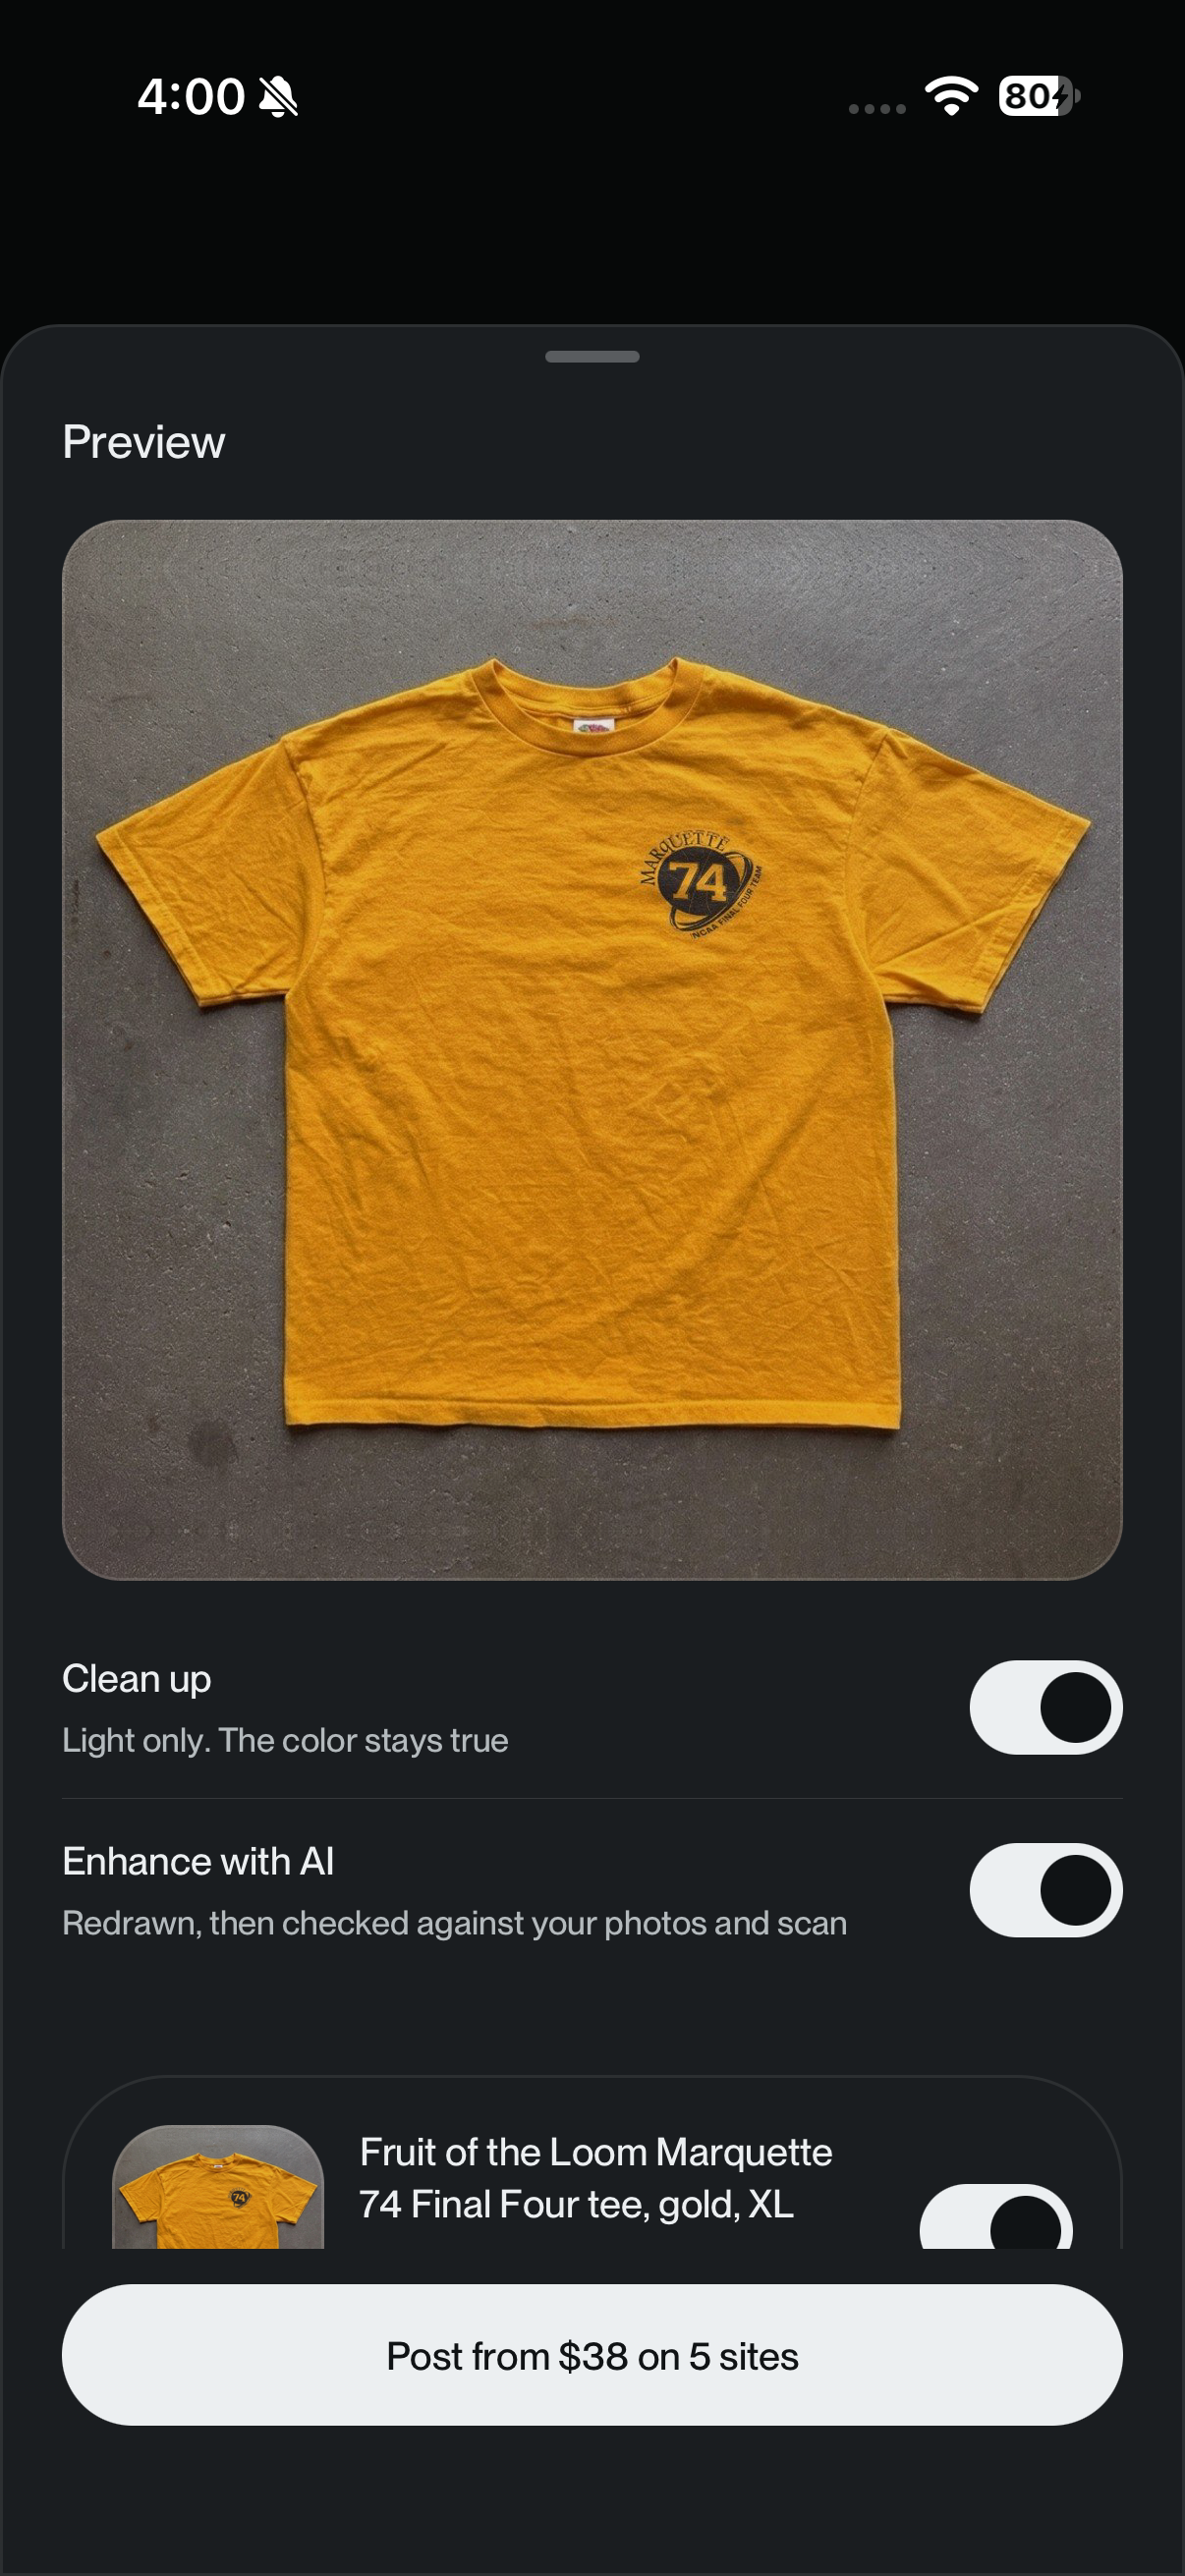 4:00
80
Preview
MARQUETTE
74
NCAA FINAL FOUR TEAM
Clean up
Light only. The color stays true
Enhance with AI
Redrawn, then checked against your photos and scan
74
Fruit of the Loom Marquette
74 Final Four tee, gold, XL
Post from $38 on 5 sites